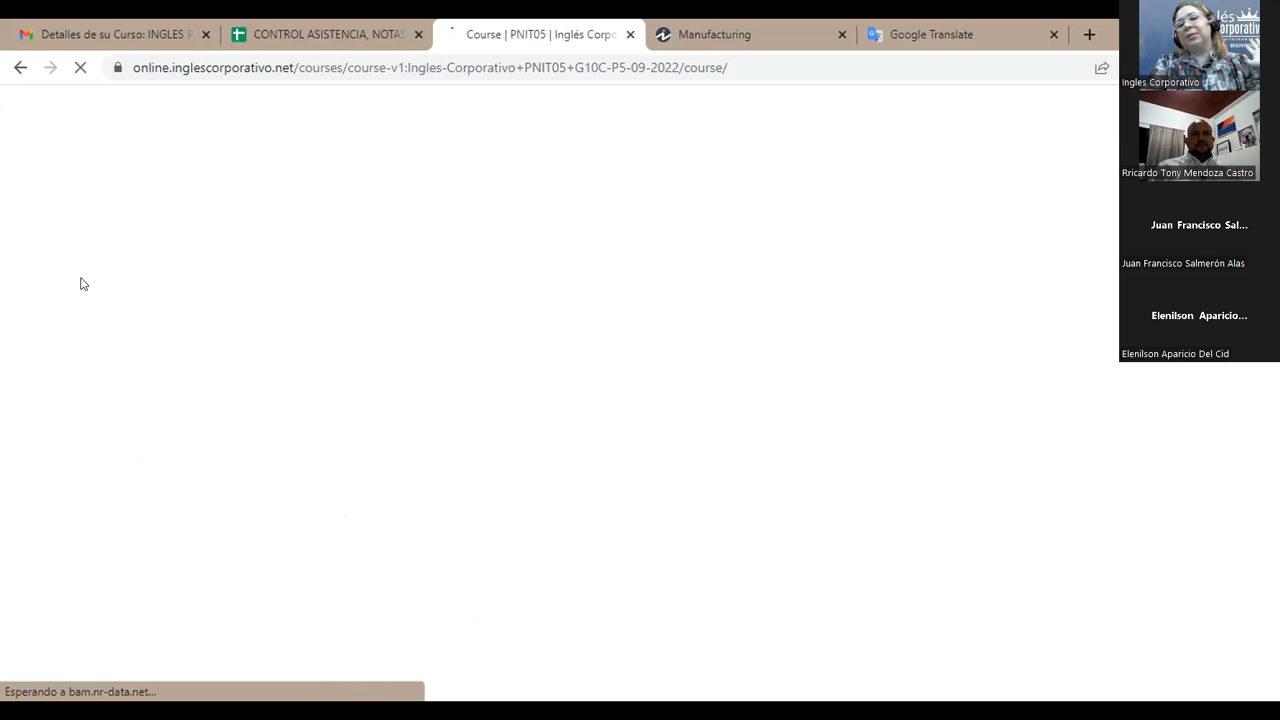 Detalles de su Curso: INGLES P
CONTROL ASISTENCIA, NOTAS
Course | PNIT05 | Inglés Corpo
Manufacturing
Google Translate
online.inglescorporativo.net/courses/course-v1:Ingles-Corporativo+PNIT05+G10C-P5-09-2022/course/
Ingles Corporativo
Rricardo Tony Mendoza Castro
Juan Francisco Sal...
Juan Francisco Salmerón Alas
Elenilson Aparicio...
Elenilson Aparicio Del Cid
Esperando a bam.nr-data.net...